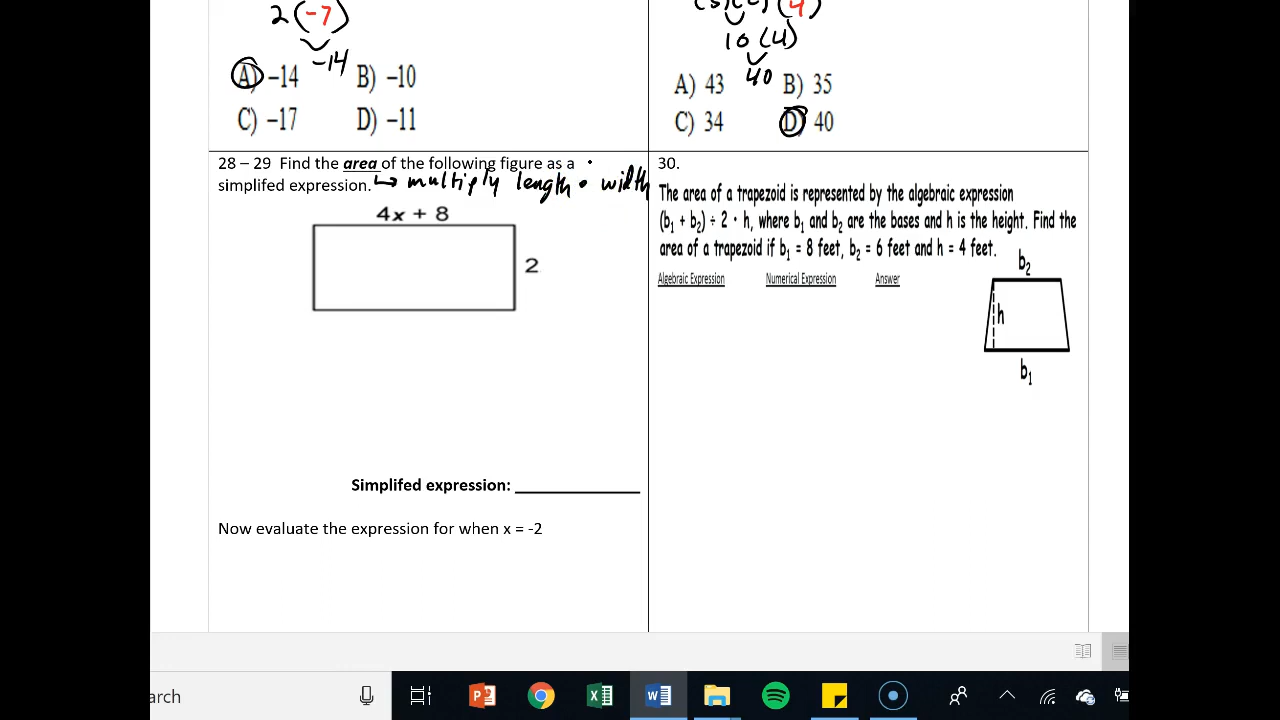 2 (-7)
-14
A) -14 B) -10
C) -17 D) -11
10 (4)
40
A) 43 B) 35
C) 34 D) 40
28 – 29 Find the area of the following figure as a
simplifed expression. ↳ multiply length • width
4x + 8
2
Simplifed expression: ____________
Now evaluate the expression for when x = -2
30.
The area of a trapezoid is represented by the algebraic expression
(b₁ + b₂) ÷ 2 · h, where b₁ and b₂ are the bases and h is the height. Find the
area of a trapezoid if b₁ = 8 feet, b₂ = 6 feet and h = 4 feet.
Algebraic Expression Numerical Expression Answer
b₂
h
b₁
arch